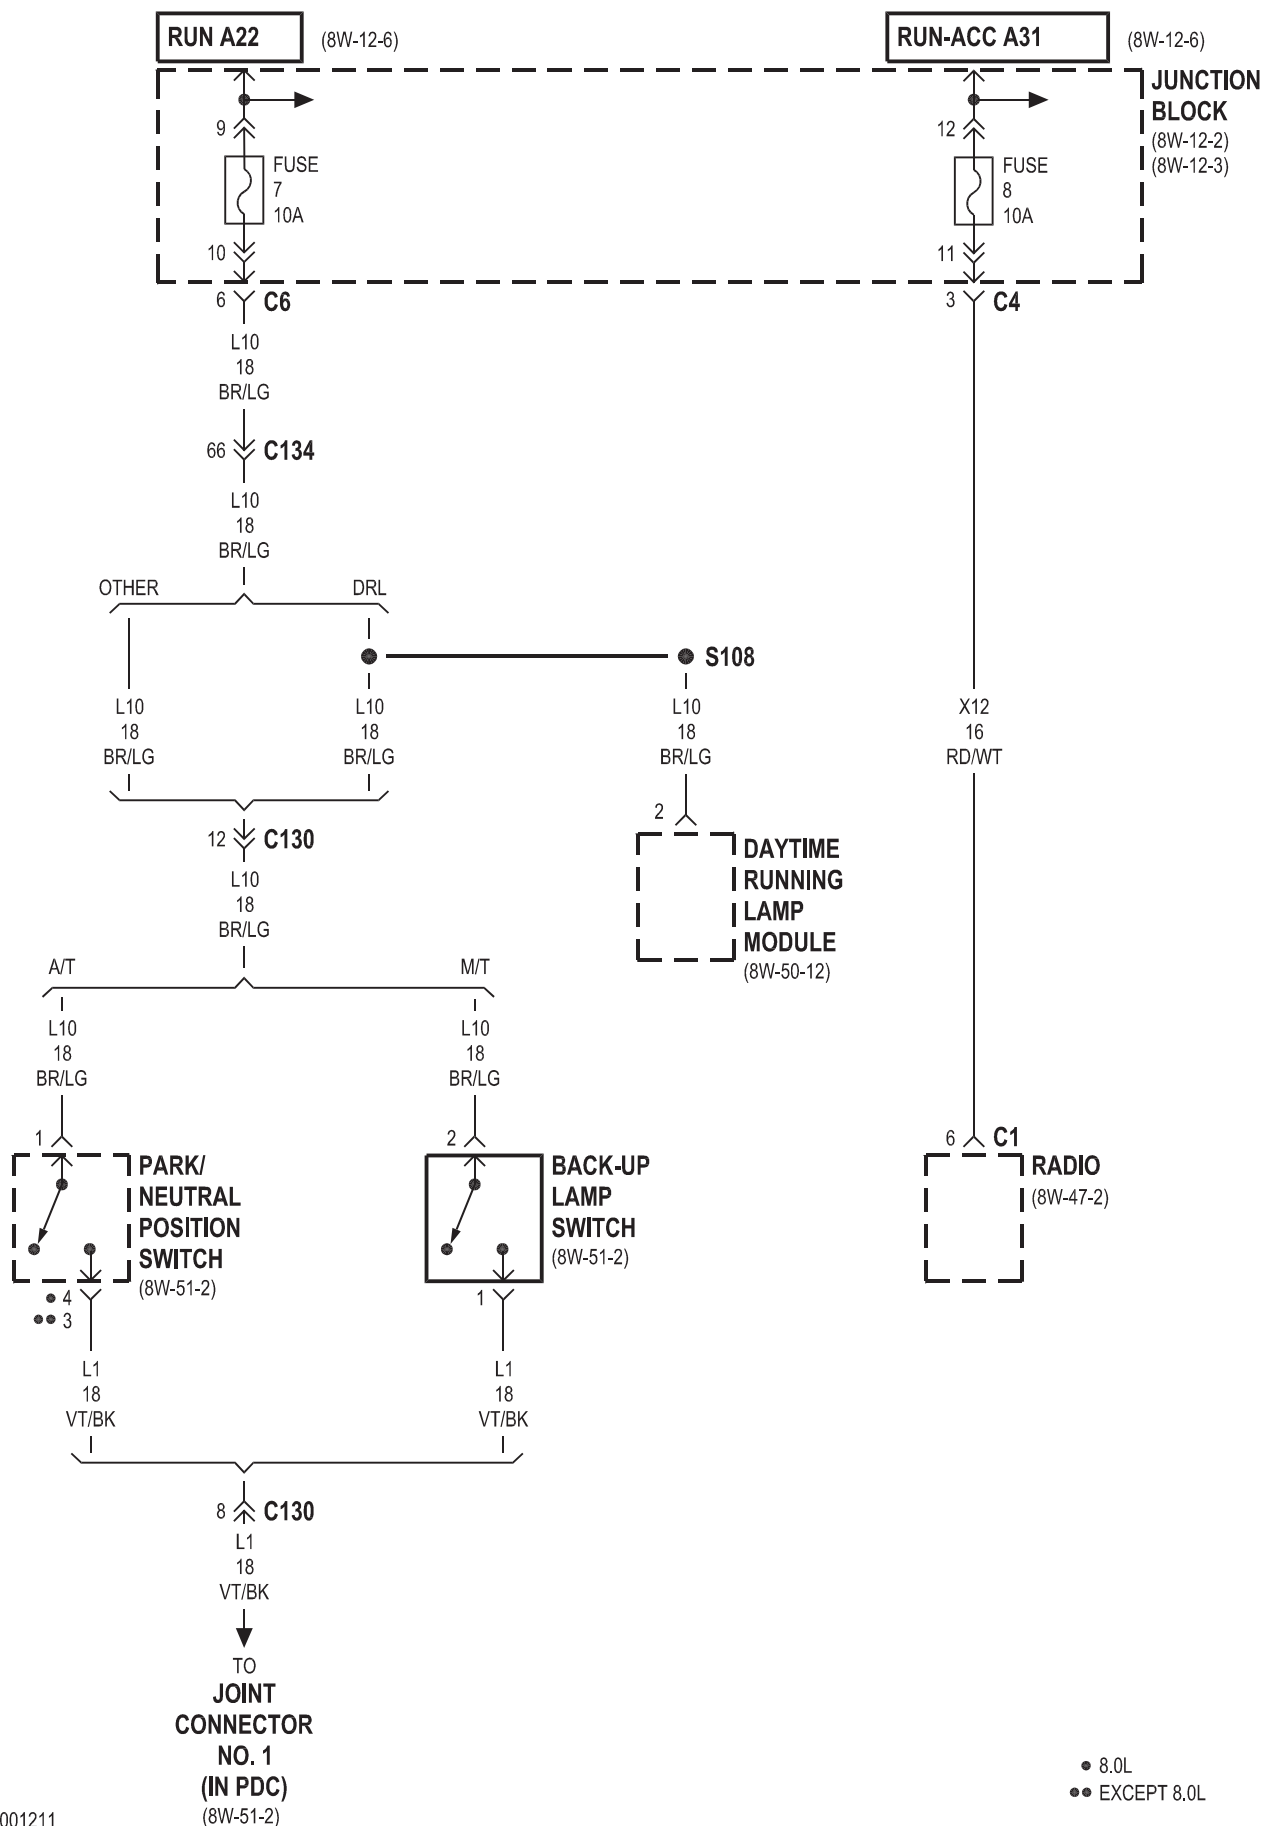 RUN A22
(8W-12-6)
RUN-ACC A31
(8W-12-6)
JUNCTION
BLOCK
(8W-12-2)
(8W-12-3)
9
FUSE
7
10A
10
12
FUSE
8
10A
11
6
C6
3
C4
L10
18
BR/LG
66
C134
L10
18
BR/LG
OTHER
DRL
S108
L10
18
BR/LG
L10
18
BR/LG
L10
18
BR/LG
X12
16
RD/WT
12
C130
2
DAYTIME
RUNNING
LAMP
MODULE
(8W-50-12)
L10
18
BR/LG
A/T
M/T
L10
18
BR/LG
L10
18
BR/LG
1
PARK/
NEUTRAL
POSITION
SWITCH
(8W-51-2)
2
BACK-UP
LAMP
SWITCH
(8W-51-2)
6
C1
RADIO
(8W-47-2)
• 4
•• 3
1
L1
18
VT/BK
L1
18
VT/BK
8
C130
L1
18
VT/BK
TO
JOINT
CONNECTOR
NO. 1
(IN PDC)
(8W-51-2)
• 8.0L
•• EXCEPT 8.0L
001211